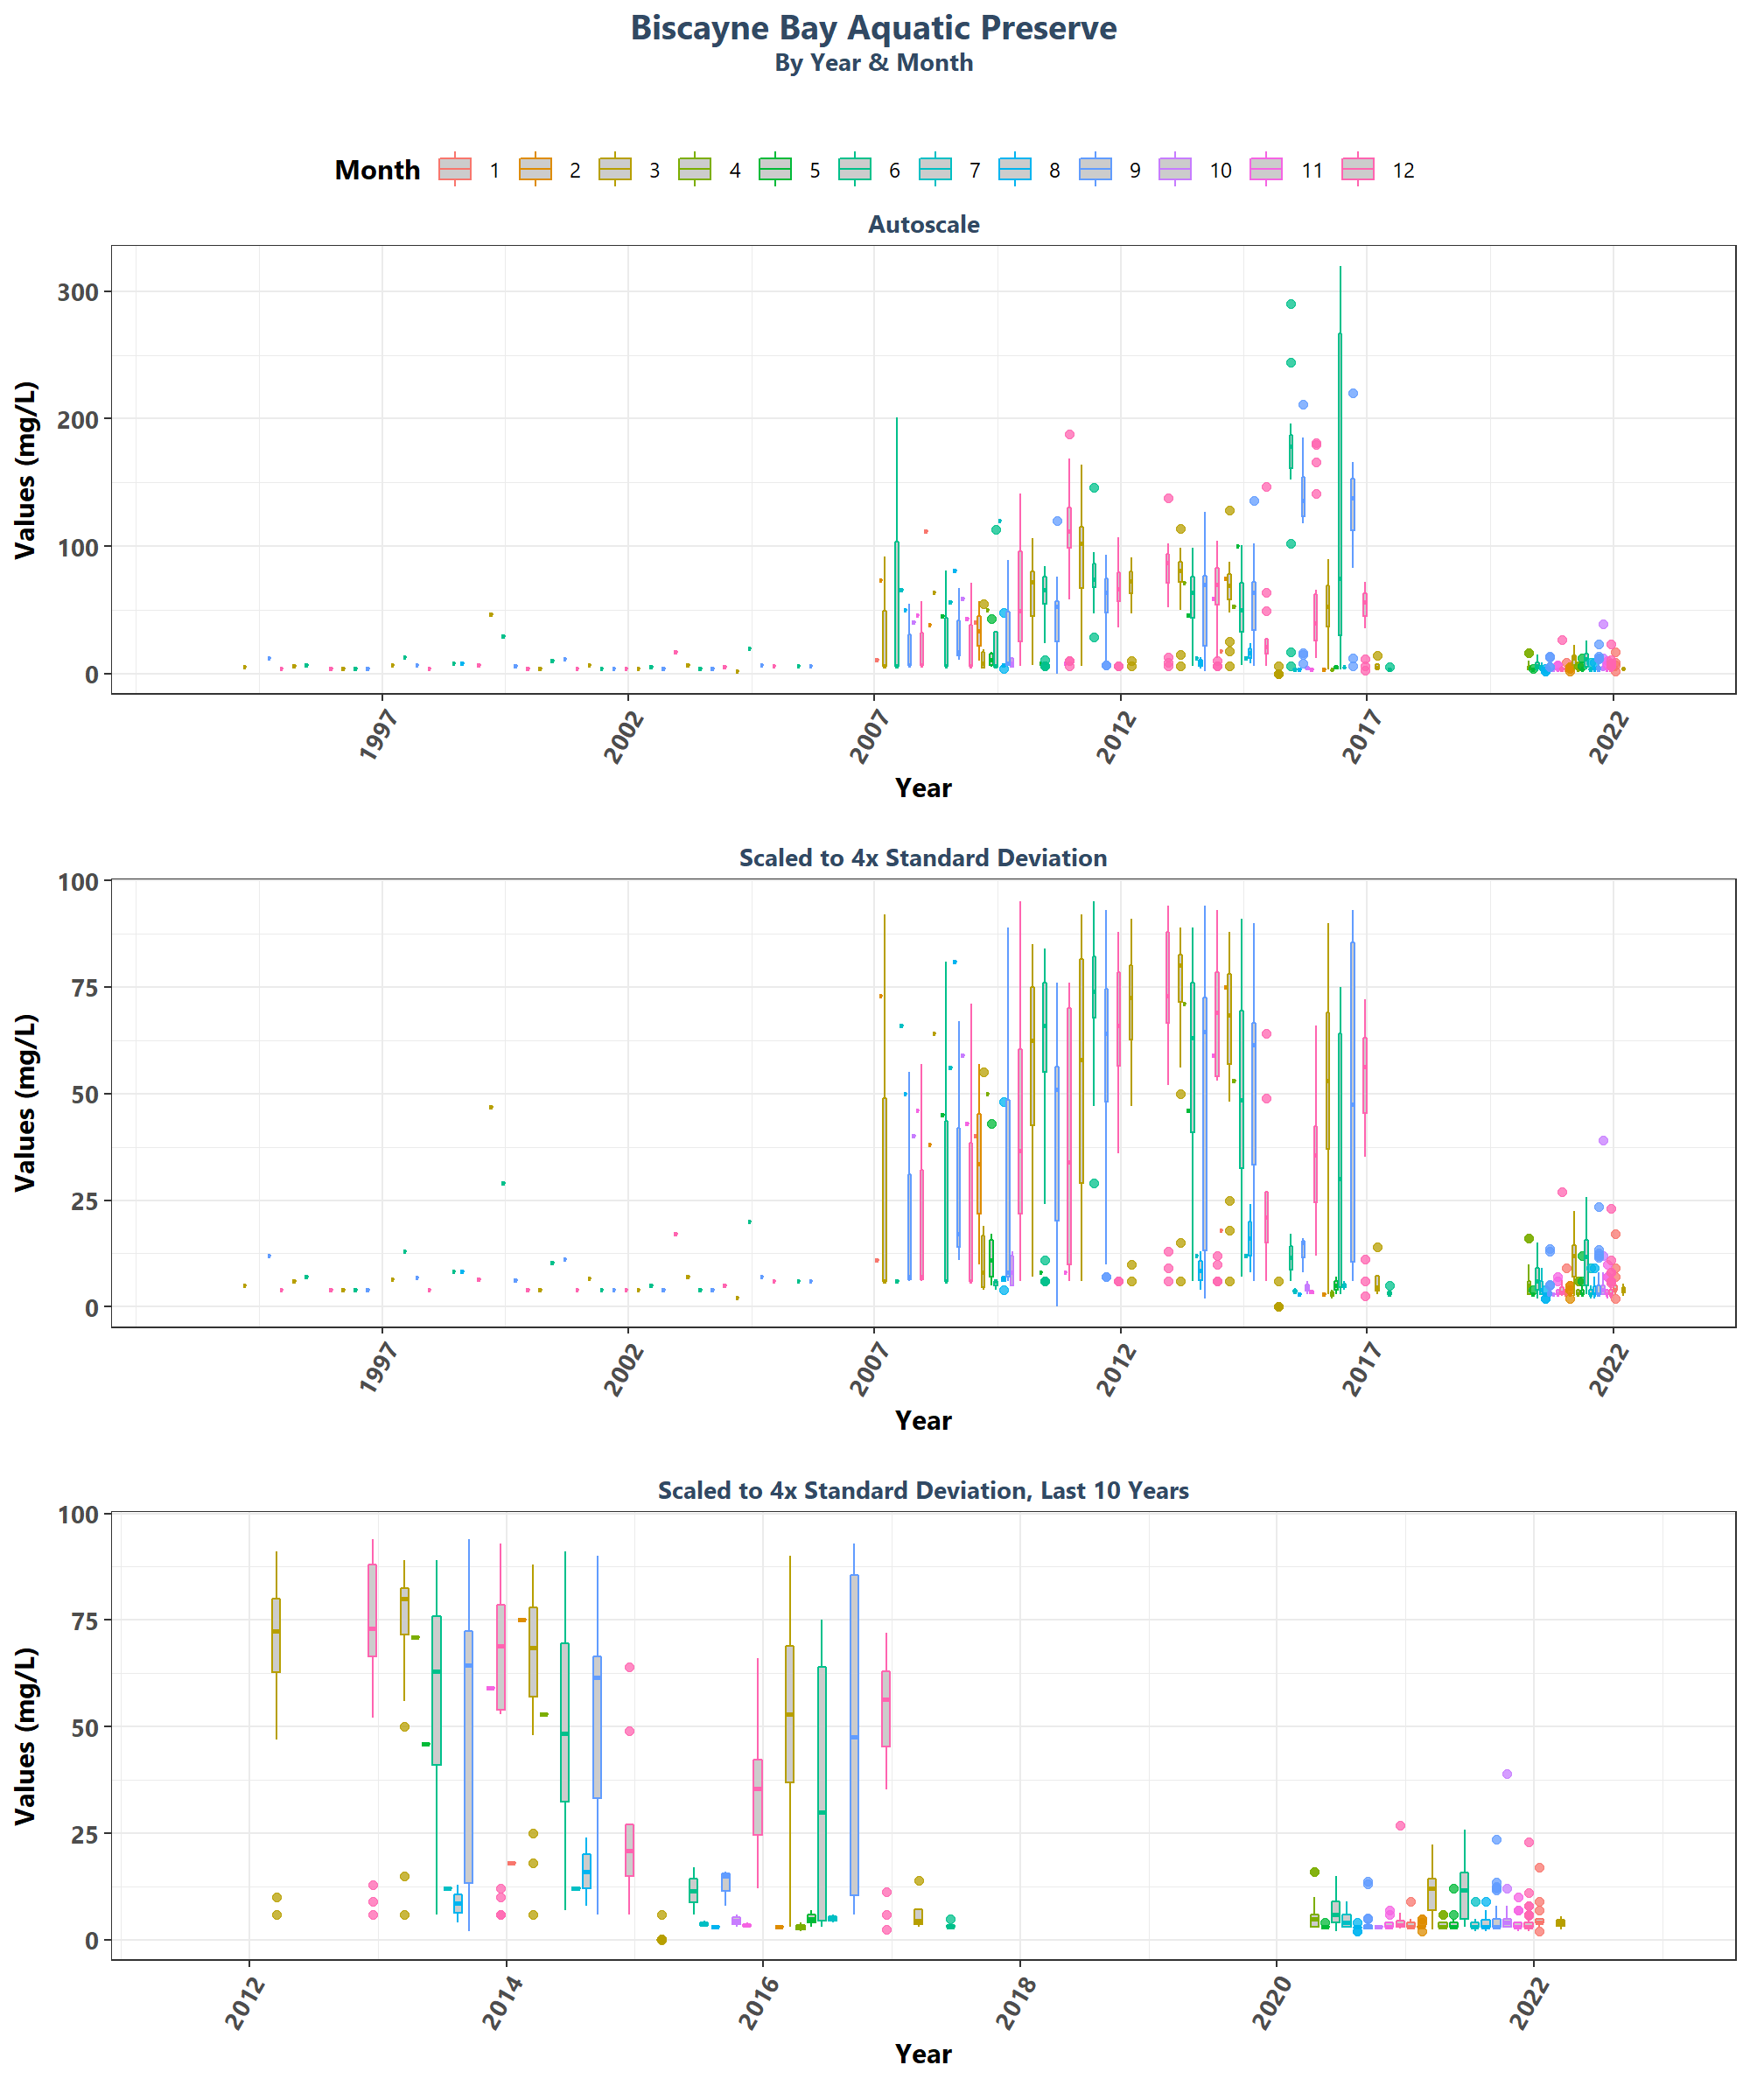 Biscayne Bay Aquatic Preserve
By Year & Month
Month 1 2 3 4 5 6 7 8 9 10 11 12
Autoscale
Values (mg/L)
300
200
100
0
1997 2002 2007 2012 2017 2022
Year
Scaled to 4x Standard Deviation
Values (mg/L)
100
75
50
25
0
1997 2002 2007 2012 2017 2022
Year
Scaled to 4x Standard Deviation, Last 10 Years
Values (mg/L)
100
75
50
25
0
2012 2014 2016 2018 2020 2022
Year